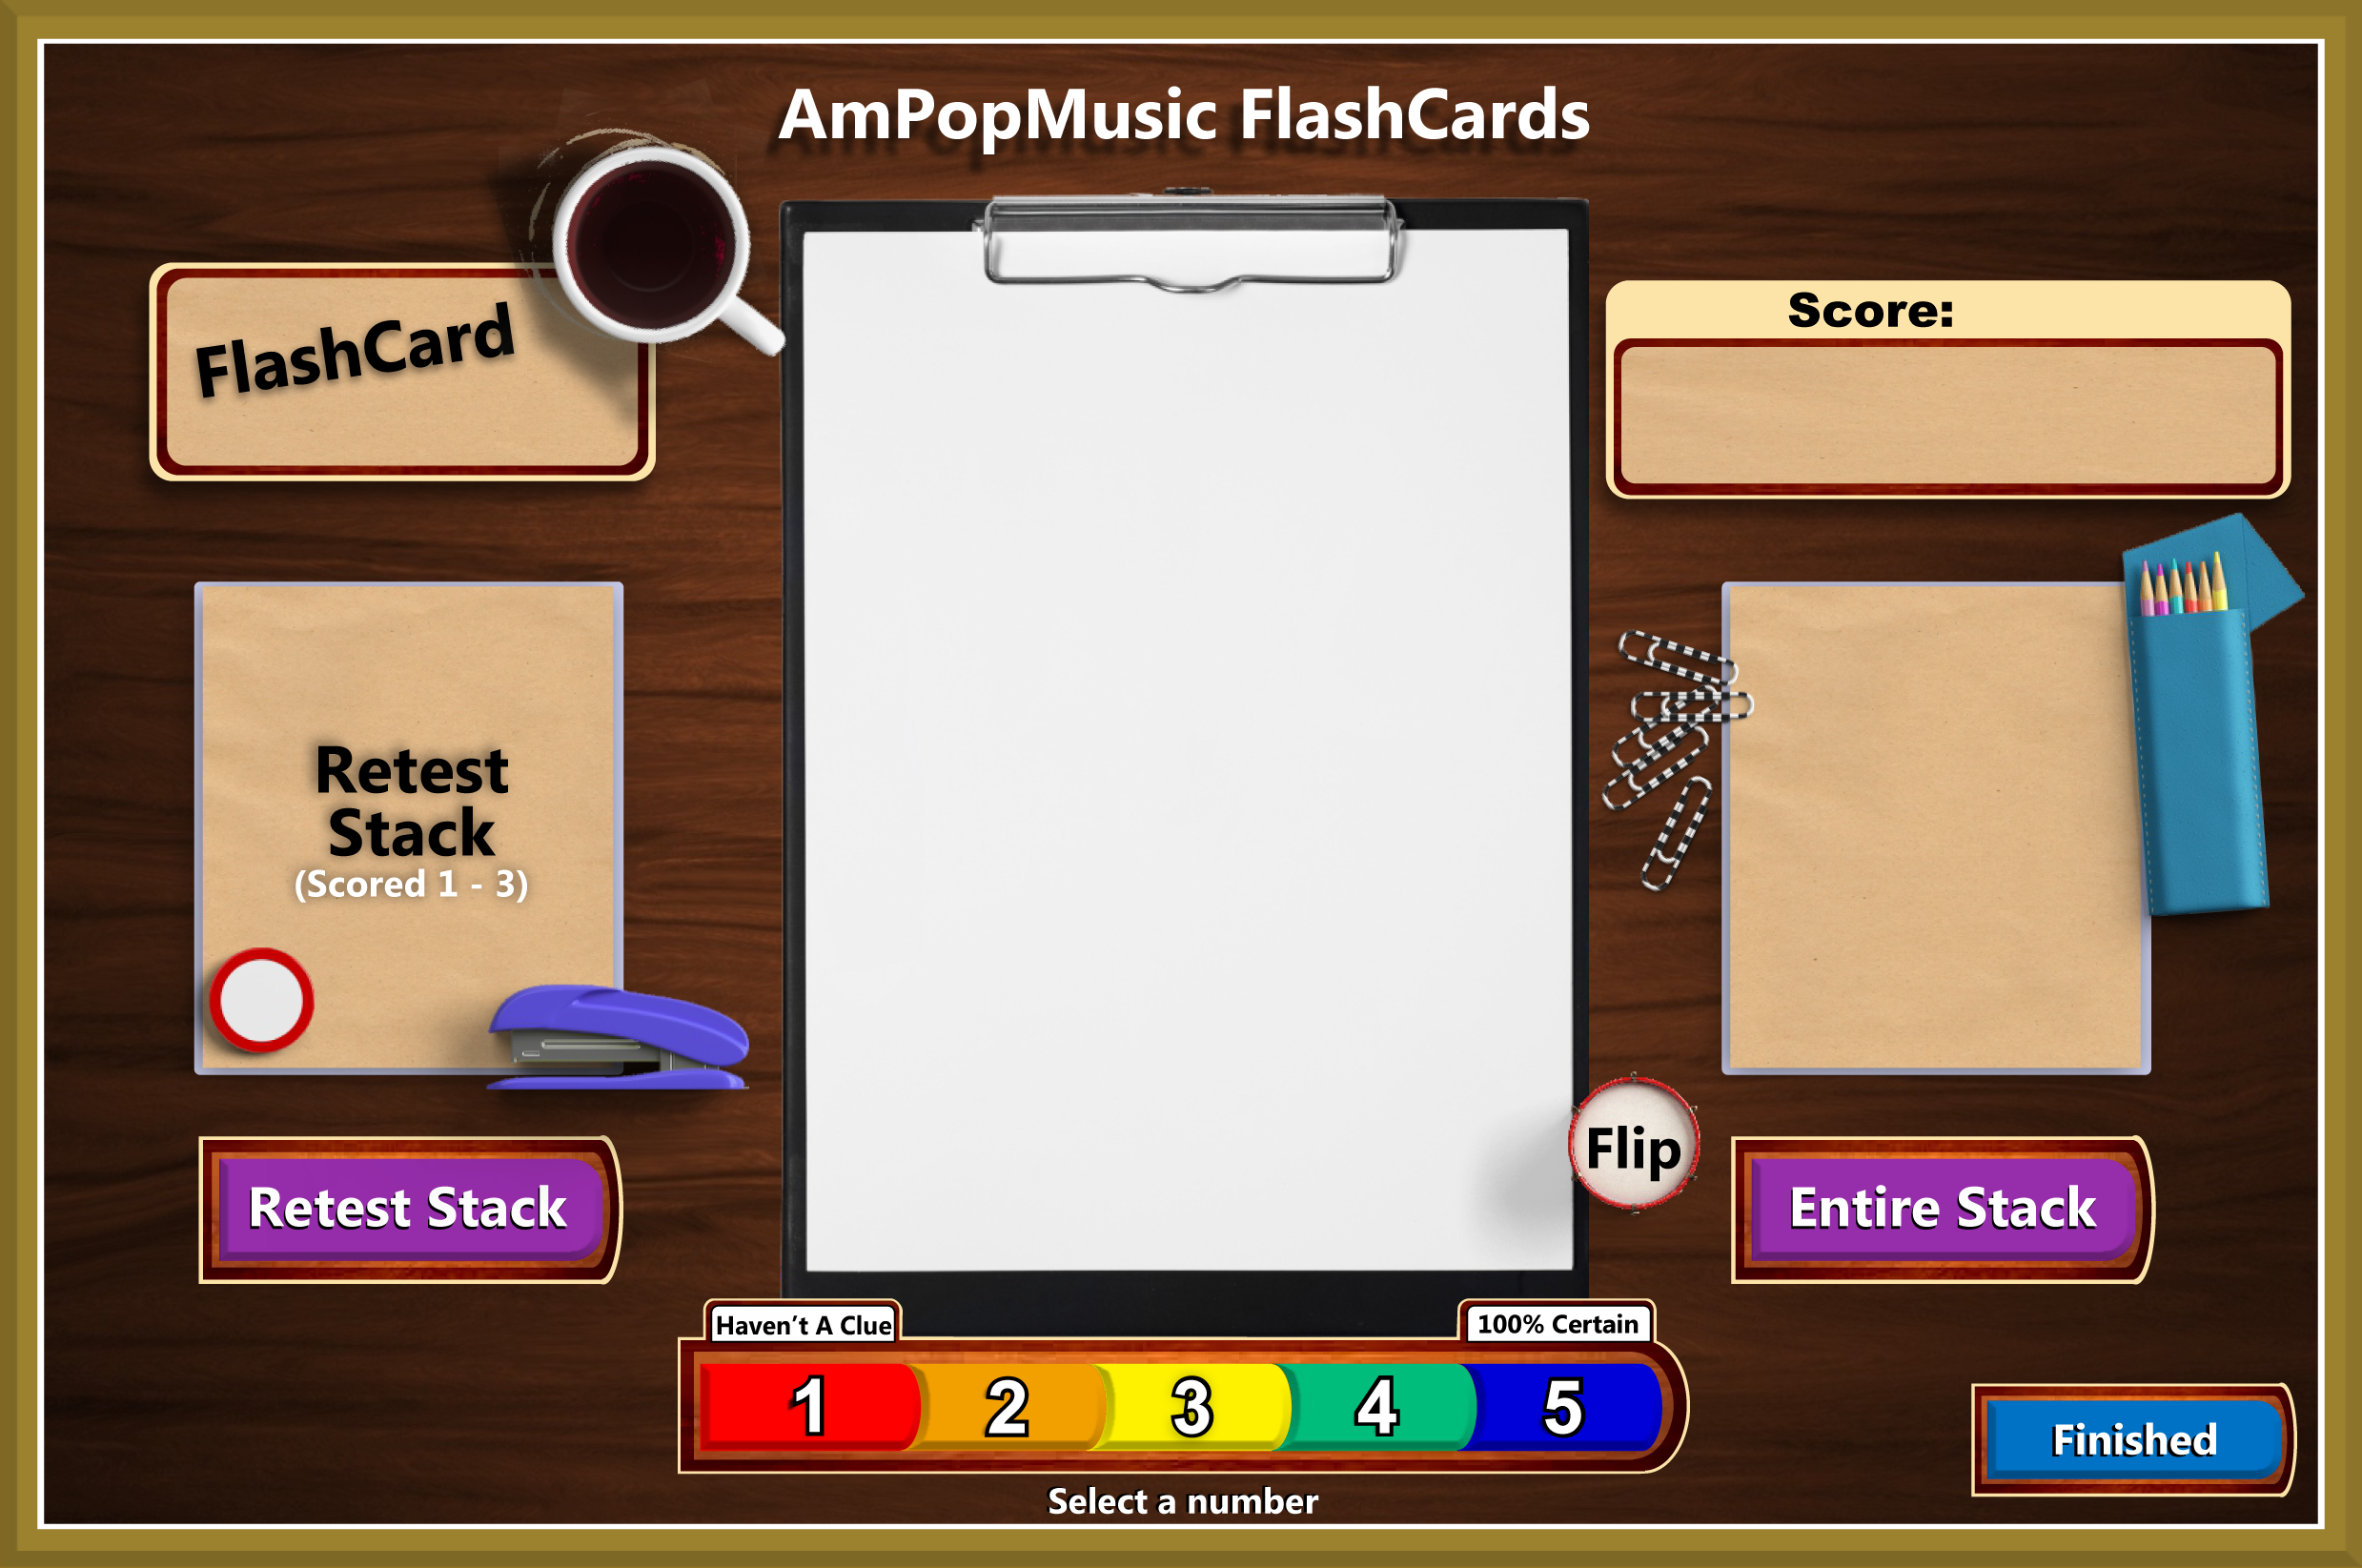 AmPopMusic FlashCards
FlashCard
Score:
Retest
Stack
(Scored 1 - 3)
Flip
Retest Stack
Entire Stack
Haven’t A Clue
100% Certain
1 2 3 4 5
Finished
Select a number